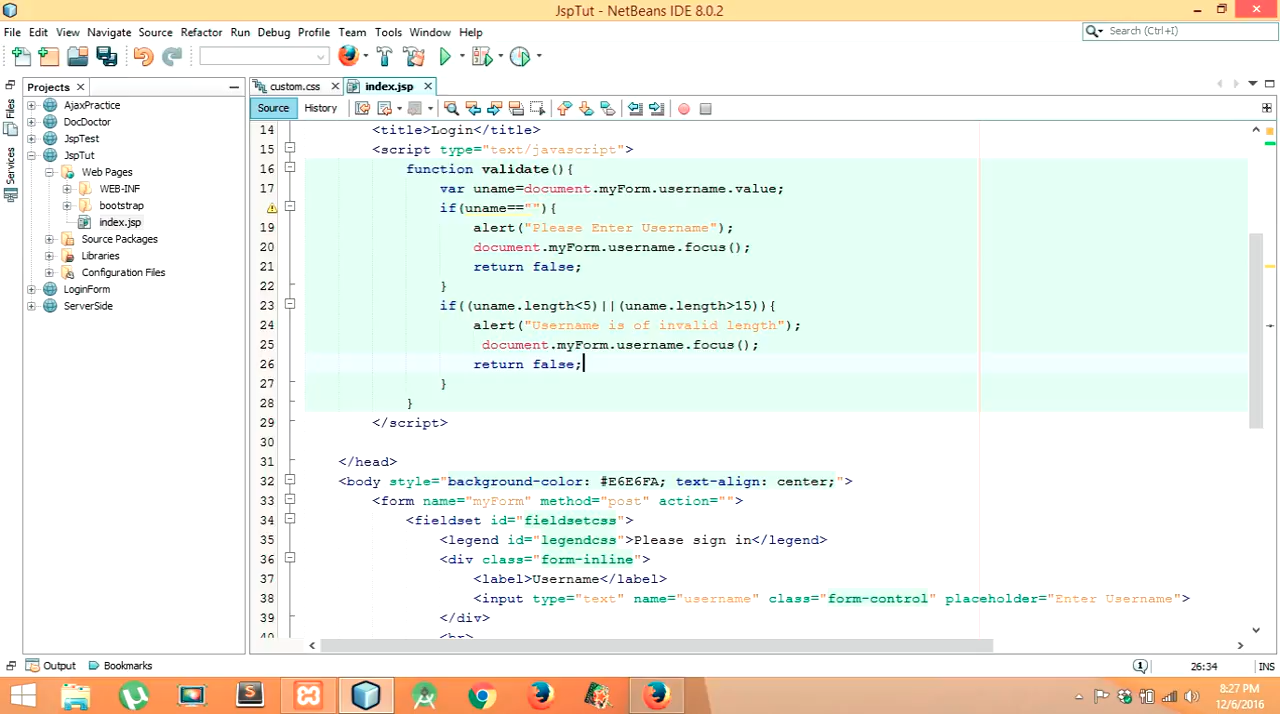 JspTut - NetBeans IDE 8.0.2
File Edit View Navigate Source Refactor Run Debug Profile Team Tools Window Help
Search (Ctrl+I)
Projects
custom.css
index.jsp
Files
Services
AjaxPractice
DocDoctor
JspTest
JspTut
Web Pages
WEB-INF
bootstrap
index.jsp
Source Packages
Libraries
Configuration Files
LoginForm
ServerSide
Source History
14 <title>Login</title>
15 <script type="text/javascript">
16 function validate(){
17 var uname=document.myForm.username.value;
if(uname==""){
19 alert("Please Enter Username");
20 document.myForm.username.focus();
21 return false;
22 }
23 if((uname.length<5)||(uname.length>15)){
24 alert("Username is of invalid length");
25 document.myForm.username.focus();
26 return false;
27 }
28 }
29 </script>
30
31 </head>
32 <body style="background-color: #E6E6FA; text-align: center;">
33 <form name="myForm" method="post" action="">
34 <fieldset id="fieldsetcss">
35 <legend id="legendcss">Please sign in</legend>
36 <div class="form-inline">
37 <label>Username</label>
38 <input type="text" name="username" class="form-control" placeholder="Enter Username">
39 </div>
40 <br>
Output Bookmarks
1
26:34
INS
8:27 PM
12/6/2016